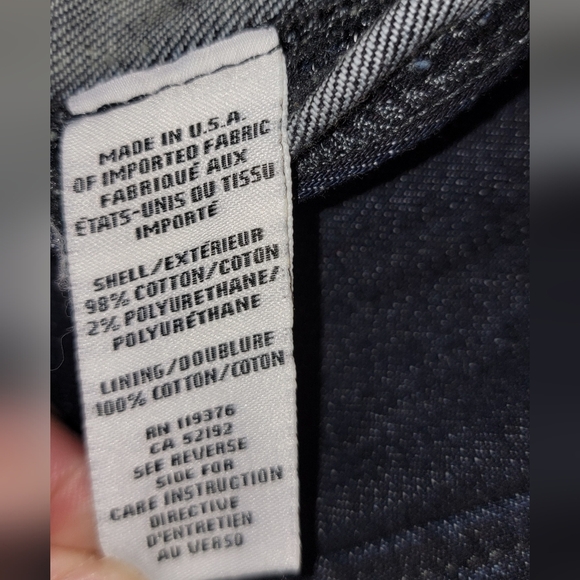 MADE IN U.S.A.
OF IMPORTED FABRIC
FABRIQUÉ AUX
ÉTATS-UNIS DU TISSU
IMPORTÉ
SHELL/EXTÉRIEUR
98% COTTON/COTON
2% POLYURETHANE/
POLYURÉTHANE
LINING/DOUBLURE
100% COTTON/COTON
RN 119376
CA 52192
SEE REVERSE
SIDE FOR
CARE INSTRUCTION
DIRECTIVE
D'ENTRETIEN
AU VERSO